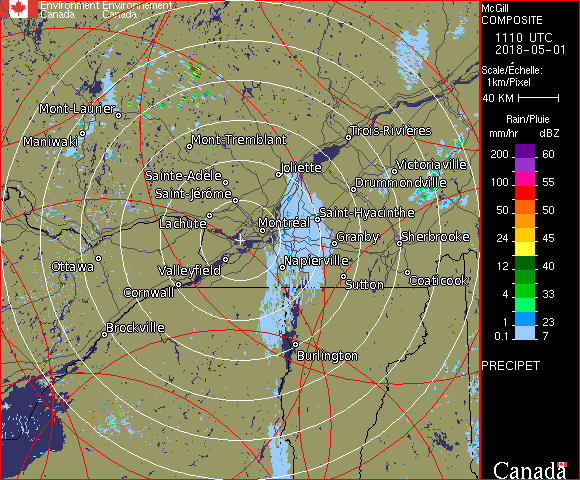 Environment Environnement
Canada Canada
McGill
COMPOSITE
1110 UTC
2018-05-01
Scale/Échelle:
1km/Pixel
40 KM
Rain/Pluie
mm/hr dBZ
200 60
100 55
50 50
24 45
12 40
4 33
1 23
0.1 7
PRECIPET
Canada
Mont-Laurier
Maniwaki
Mont-Tremblant
Trois-Rivières
Joliette
Victoriaville
Sainte-Adèle
Drummondville
Saint-Jérôme
Saint-Hyacinthe
Lachute
Montréal
Granby
Sherbrooke
Ottawa
Valleyfield
Napierville
Sutton
Coaticook
Cornwall
Brockville
Burlington